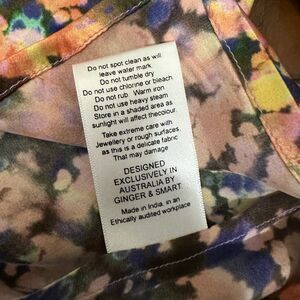 Do not spot clean as will
leave water mark.
Do not tumble dry
Do not use chlorine or bleach.
Do not rub. Warm iron
Do not use heavy steam
Store in a shaded area as
sunlight will affect thecolour.
Take extreme care with
Jewellery or rough surfaces
as this is a delicate fabric
That may damage
DESIGNED
EXCLUSIVELY IN
AUSTRALIA BY
GINGER & SMART
Made in India, in an
Ethically audited workplace